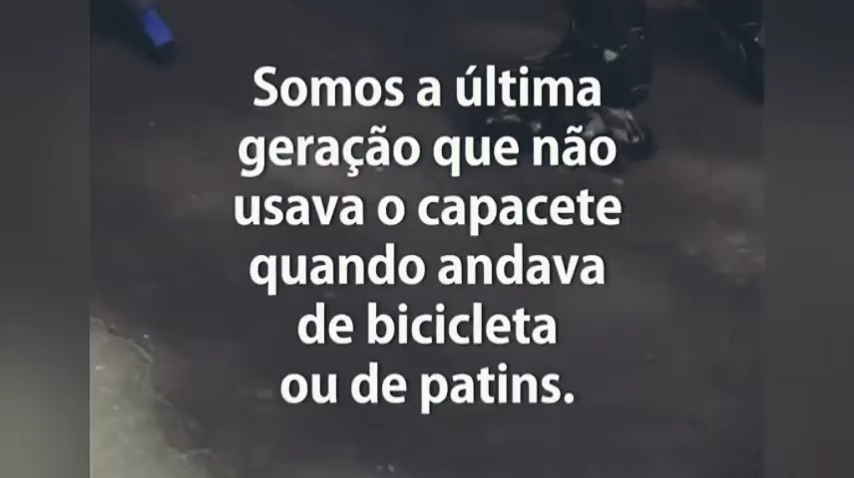 Somos a última
geração que não
usava o capacete
quando andava
de bicicleta
ou de patins.